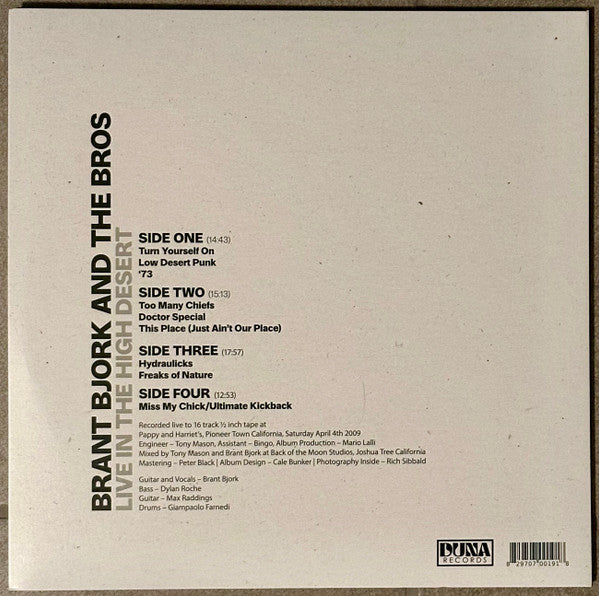 BRANT BJORK AND THE BROS
LIVE IN THE HIGH DESERT
SIDE ONE (14:43)
Turn Yourself On
Low Desert Punk
'73
SIDE TWO (15:13)
Too Many Chiefs
Doctor Special
This Place (Just Ain't Our Place)
SIDE THREE (17:57)
Hydraulicks
Freaks of Nature
SIDE FOUR (12:53)
Miss My Chick/Ultimate Kickback
Recorded live to 16 track ½ inch tape at
Pappy and Harriet's, Pioneer Town California, Saturday April 4th 2009
Engineer – Tony Mason, Assistant – Bingo, Album Production – Mario Lalli
Mixed by Tony Mason and Brant Bjork at Back of the Moon Studios, Joshua Tree California
Mastering – Peter Black | Album Design – Cale Bunker | Photography Inside – Rich Sibbald
Guitar and Vocals – Brant Bjork
Bass – Dylan Roche
Guitar – Max Raddings
Drums – Giampaolo Farnedi
DUNA
RECORDS
8 29707 00191 8